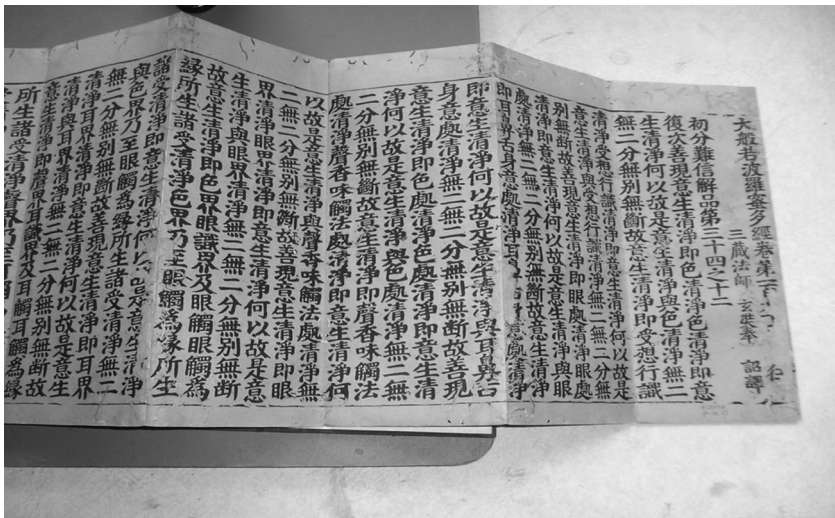 大般若波羅蜜多經卷第
三藏法師 玄奘奉 詔譯
初分難信解品第三十四之十二
復次善現意生清淨即色清淨色清淨即意
生清淨何以故是意生清淨與色清淨無二
無二分無別無斷故意生清淨即受想行識
清淨受想行識清淨即意生清淨何以故是
意生清淨與受想行識清淨無二無二分無
別無斷故善現意生清淨即眼處清淨眼處
清淨即意生清淨何以故是意生清淨與眼
處清淨無二無二分無別無斷故意生清淨
即耳鼻舌身意處清淨耳鼻舌身意處清淨
即意生清淨何以故是意生清淨與耳鼻舌
身意處清淨無二無二分無別無斷故善現
意生清淨即色處清淨色處清淨即意生清
淨何以故是意生清淨與色處清淨無二無
二分無別無斷故意生清淨即聲香味觸法
處清淨聲香味觸法處清淨即意生清淨何
以故是意生清淨與聲香味觸法處清淨無
二無二分無別無斷故善現意生清淨即眼
界清淨眼界清淨即意生清淨何以故是意
生清淨與眼界清淨無二無二分無別無斷
故意生清淨即色界眼識界及眼觸眼觸為
緣所生諸受清淨色界乃至眼觸為緣所生
諸受清淨即意生清淨何以故是意生清淨
與色界乃至眼觸為緣所生諸受清淨無二
無二分無別無斷故善現意生清淨即耳界
清淨耳界清淨即意生清淨何以故是意生
清淨與耳界清淨無二無二分無別無斷故
意生清淨即聲界耳識界及耳觸耳觸為緣
所生諸受清淨聲界乃至耳觸為緣